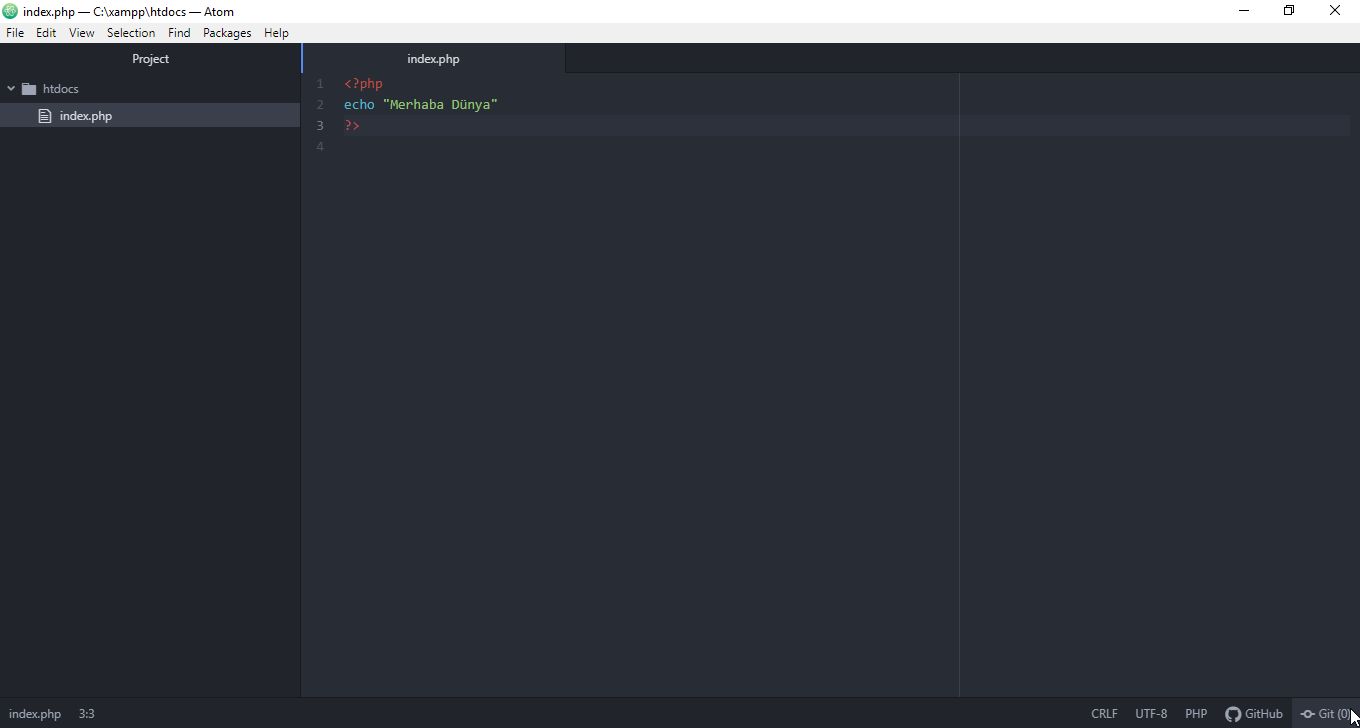 index.php — C:\xampp\htdocs — Atom
File Edit View Selection Find Packages Help
Project
index.php
htdocs
index.php
1 <?php
2 echo "Merhaba Dünya"
3 ?>
4
index.php 3:3 CRLF UTF-8 PHP GitHub Git (0)